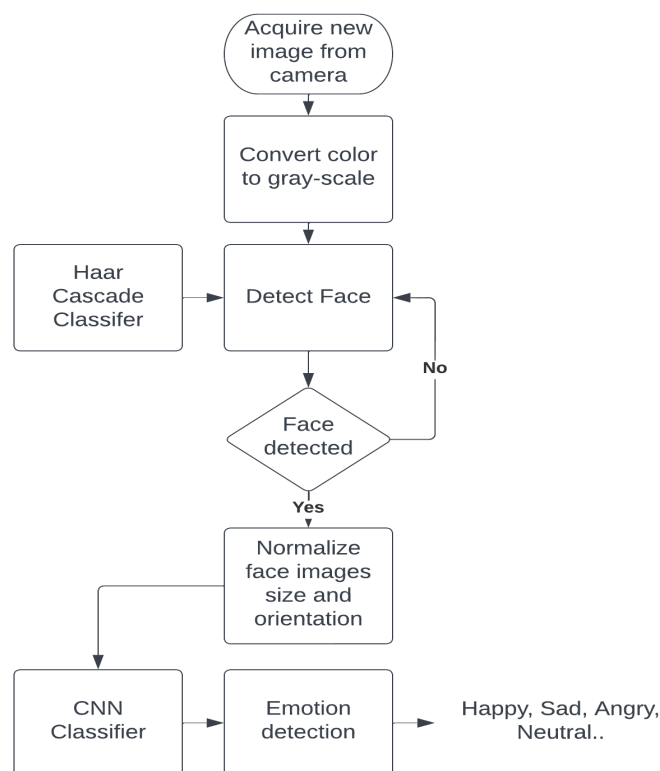 Acquire new
image from
camera
Convert color
to gray-scale
Haar
Cascade
Classifer
Detect Face
No
Face
detected
Yes
Normalize
face images
size and
orientation
CNN
Classifier
Emotion
detection
Happy, Sad, Angry,
Neutral..